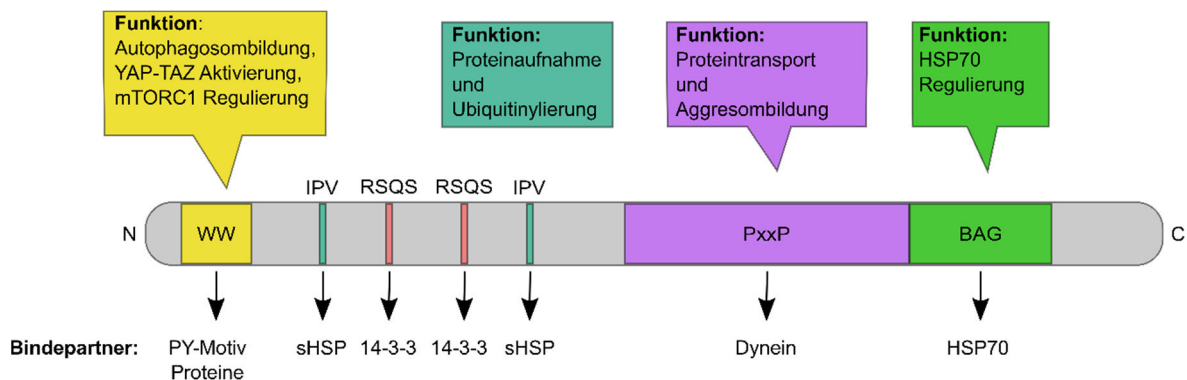 Funktion:
Autophagosombildung,
YAP-TAZ Aktivierung,
mTORC1 Regulierung
Funktion:
Proteinaufnahme
und
Ubiquitinylierung
Funktion:
Proteintransport
und
Aggresombildung
Funktion:
HSP70
Regulierung
IPV RSQS RSQS IPV
N WW PxxP BAG C
Bindepartner: PY-Motiv sHSP 14-3-3 14-3-3 sHSP Dynein HSP70
Proteine